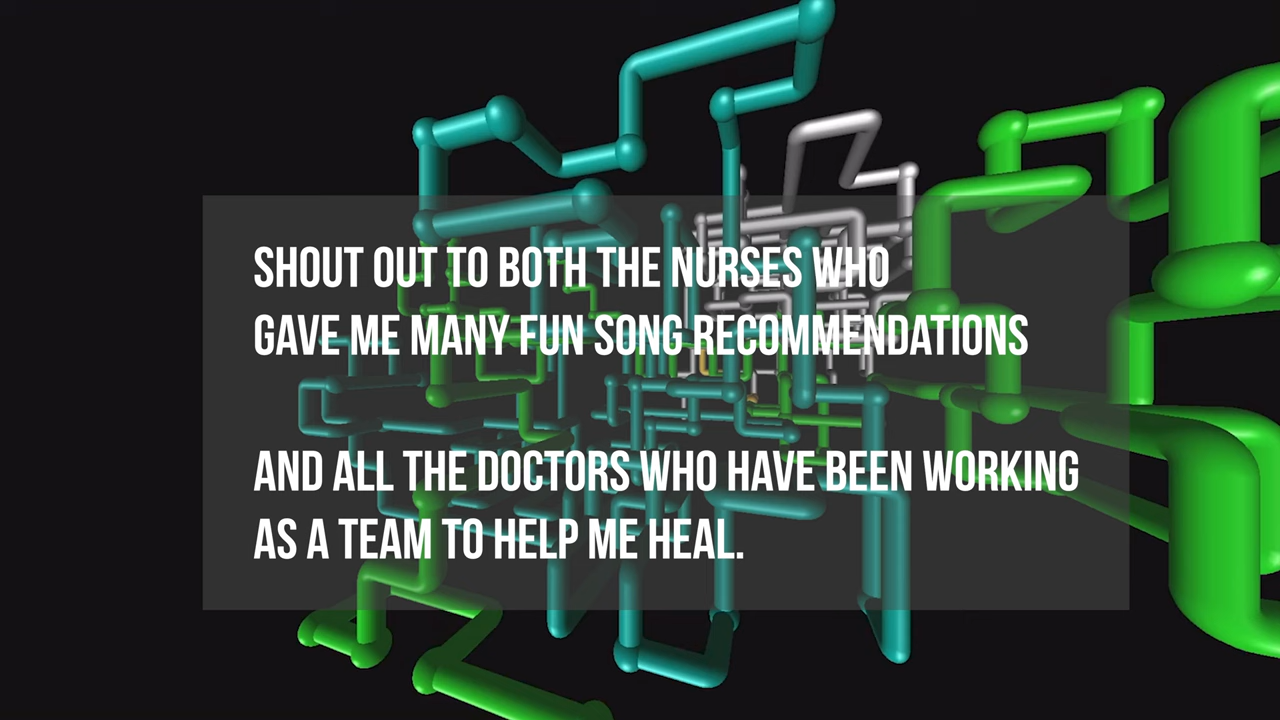 SHOUT OUT TO BOTH THE NURSES WHO
GAVE ME MANY FUN SONG RECOMMENDATIONS
AND ALL THE DOCTORS WHO HAVE BEEN WORKING
AS A TEAM TO HELP ME HEAL.